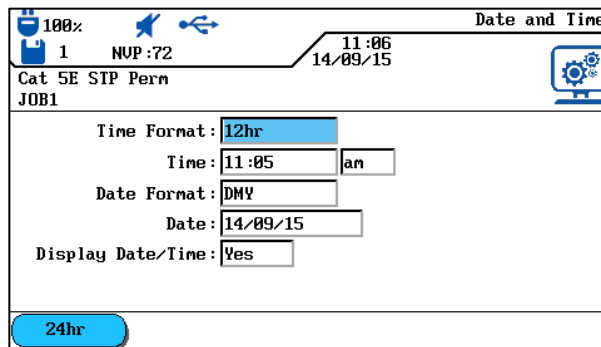 100% Date and Time
1 NVP:72 11:06
14/09/15
Cat 5E STP Perm
JOB1
Time Format: 12hr
Time: 11:05 am
Date Format: DMY
Date: 14/09/15
Display Date/Time: Yes
24hr